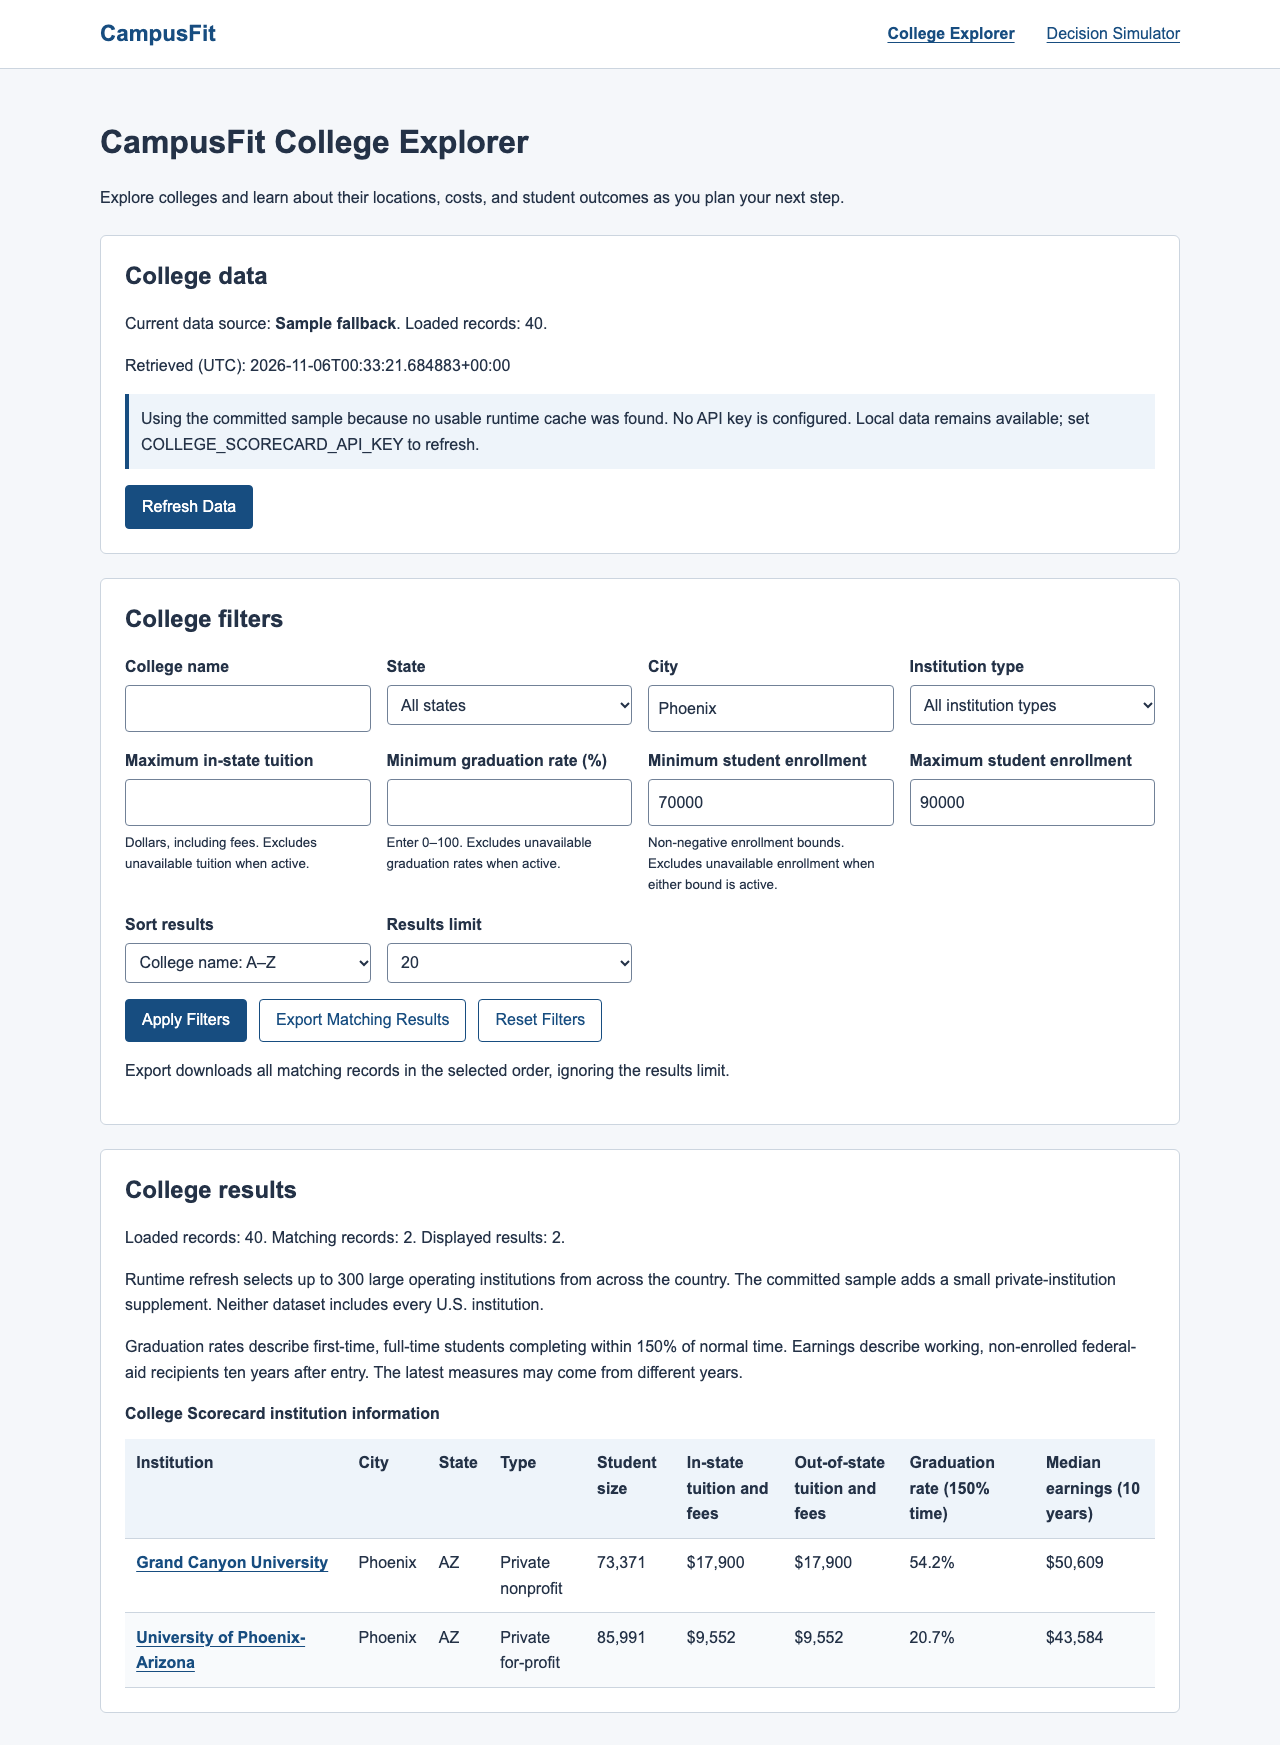 CampusFit
College Explorer
Decision Simulator
CampusFit College Explorer
Explore colleges and learn about their locations, costs, and student outcomes as you plan your next step.
College data
Current data source: Sample fallback. Loaded records: 40.
Retrieved (UTC): 2026-11-06T00:33:21.684883+00:00
Using the committed sample because no usable runtime cache was found. No API key is configured. Local data remains available; set
COLLEGE_SCORECARD_API_KEY to refresh.
Refresh Data
College filters
College name
State
City
Institution type
All states
Phoenix
All institution types
Maximum in-state tuition
Minimum graduation rate (%)
Minimum student enrollment
Maximum student enrollment
70000
90000
Dollars, including fees. Excludes
unavailable tuition when active.
Enter 0–100. Excludes unavailable
graduation rates when active.
Non-negative enrollment bounds.
Excludes unavailable enrollment when
either bound is active.
Sort results
Results limit
College name: A–Z
20
Apply Filters
Export Matching Results
Reset Filters
Export downloads all matching records in the selected order, ignoring the results limit.
College results
Loaded records: 40. Matching records: 2. Displayed results: 2.
Runtime refresh selects up to 300 large operating institutions from across the country. The committed sample adds a small private-institution
supplement. Neither dataset includes every U.S. institution.
Graduation rates describe first-time, full-time students completing within 150% of normal time. Earnings describe working, non-enrolled federal-
aid recipients ten years after entry. The latest measures may come from different years.
College Scorecard institution information
Institution
City
State
Type
Student
size
In-state
tuition and
fees
Out-of-state
tuition and
fees
Graduation
rate (150%
time)
Median
earnings (10
years)
Grand Canyon University
Phoenix
AZ
Private
nonprofit
73,371
$17,900
$17,900
54.2%
$50,609
University of Phoenix-
Arizona
Phoenix
AZ
Private
for-profit
85,991
$9,552
$9,552
20.7%
$43,584